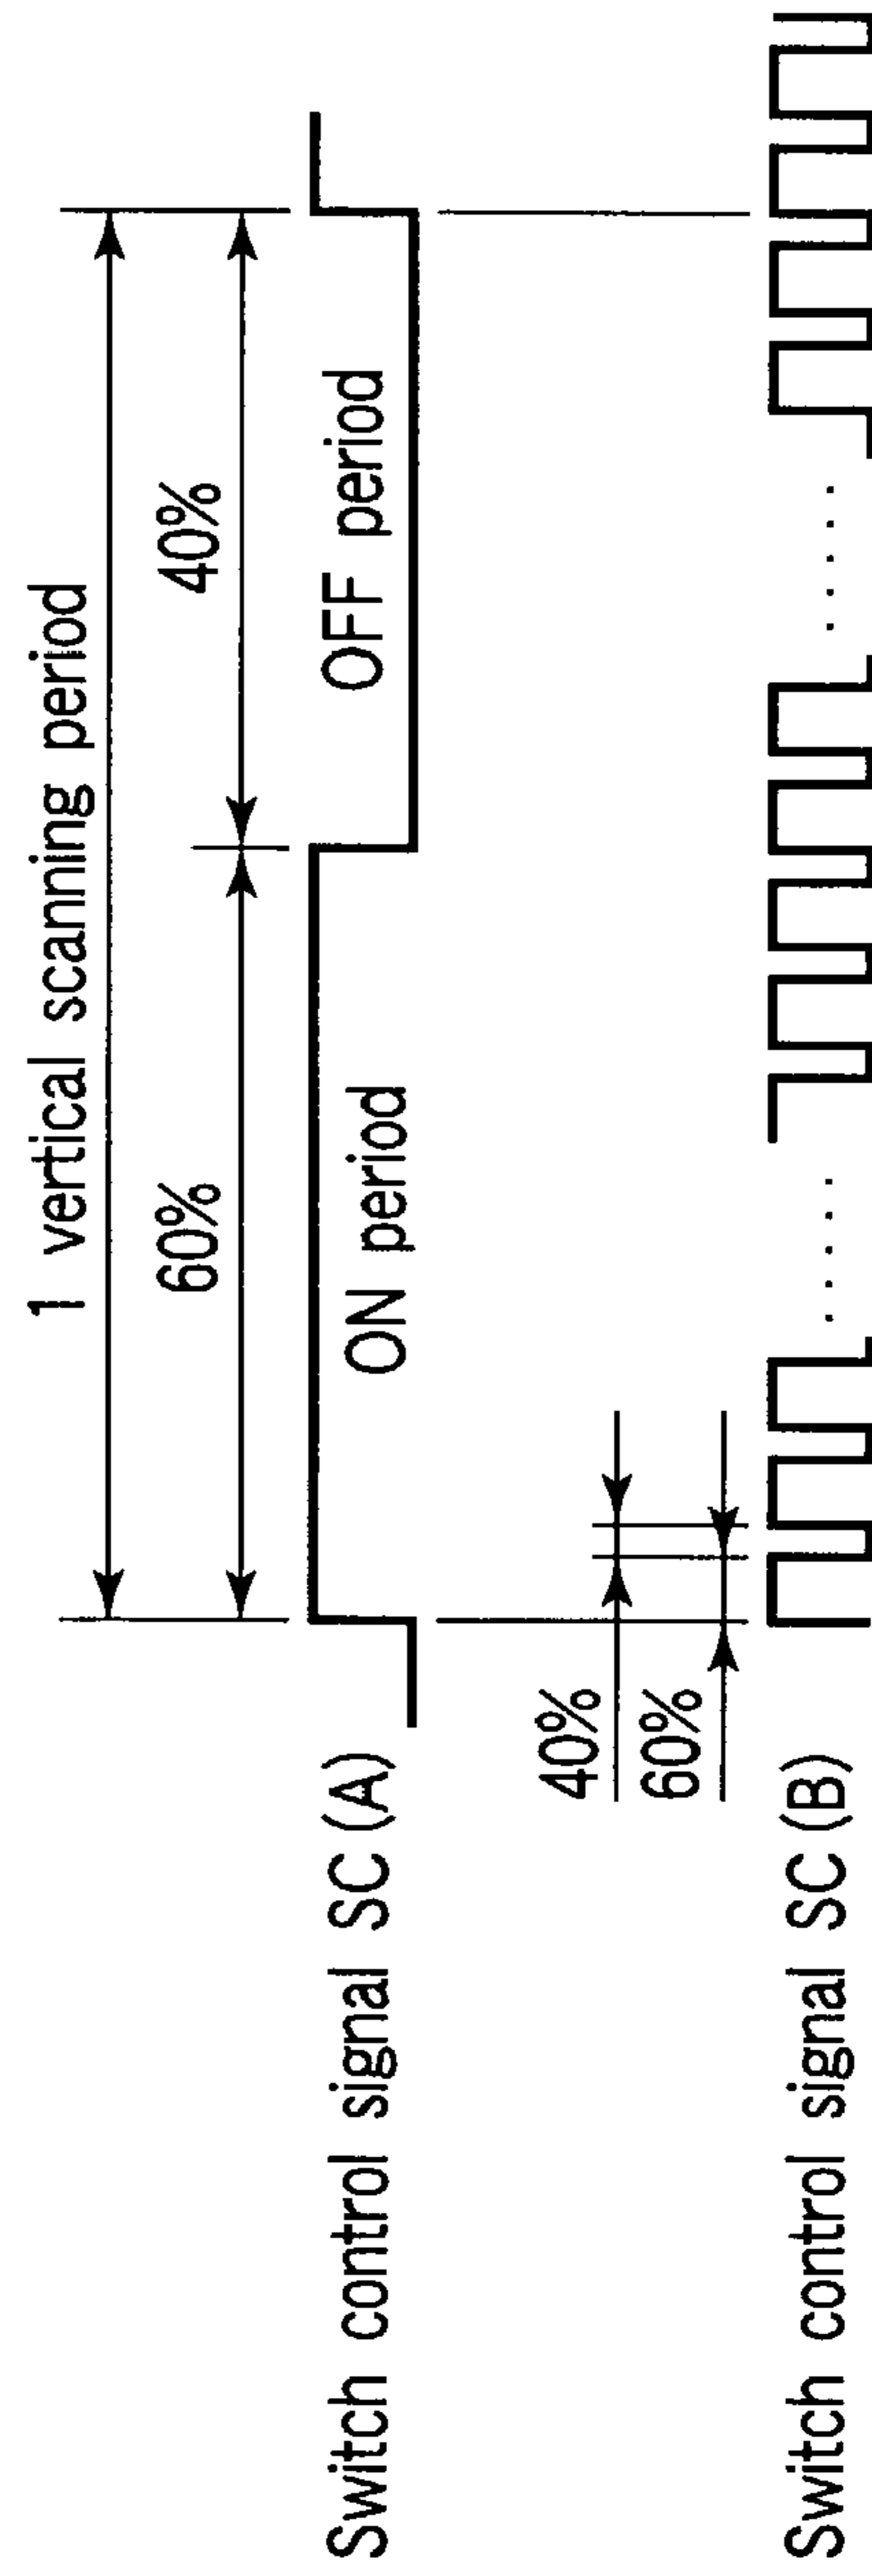 1 vertical scanning period
60%
40%
Switch control signal SC (A)
ON period
OFF period
40%
60%
Switch control signal SC (B)